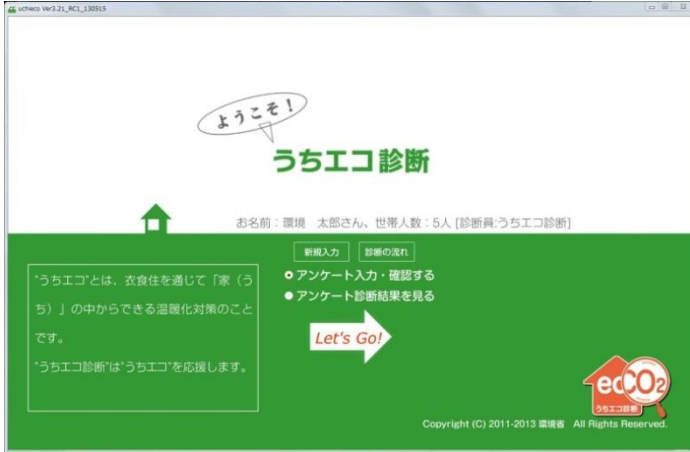 uchieco Ver3.21_RC1_130515
ようこそ！
うちエコ診断
お名前：環境　太郎さん、世帯人数：5人 [診断員:うちエコ診断]
新規入力
診断の流れ
アンケート入力・確認する
アンケート診断結果を見る
Let's Go!
"うちエコ"とは、衣食住を通じて「家（う
ち）」の中からできる温暖化対策のこと
です。
"うちエコ診断"は"うちエコ"を応援します。
ecCO2
うちエコ診断
Copyright (C) 2011-2013 環境省　All Rights Reserved.